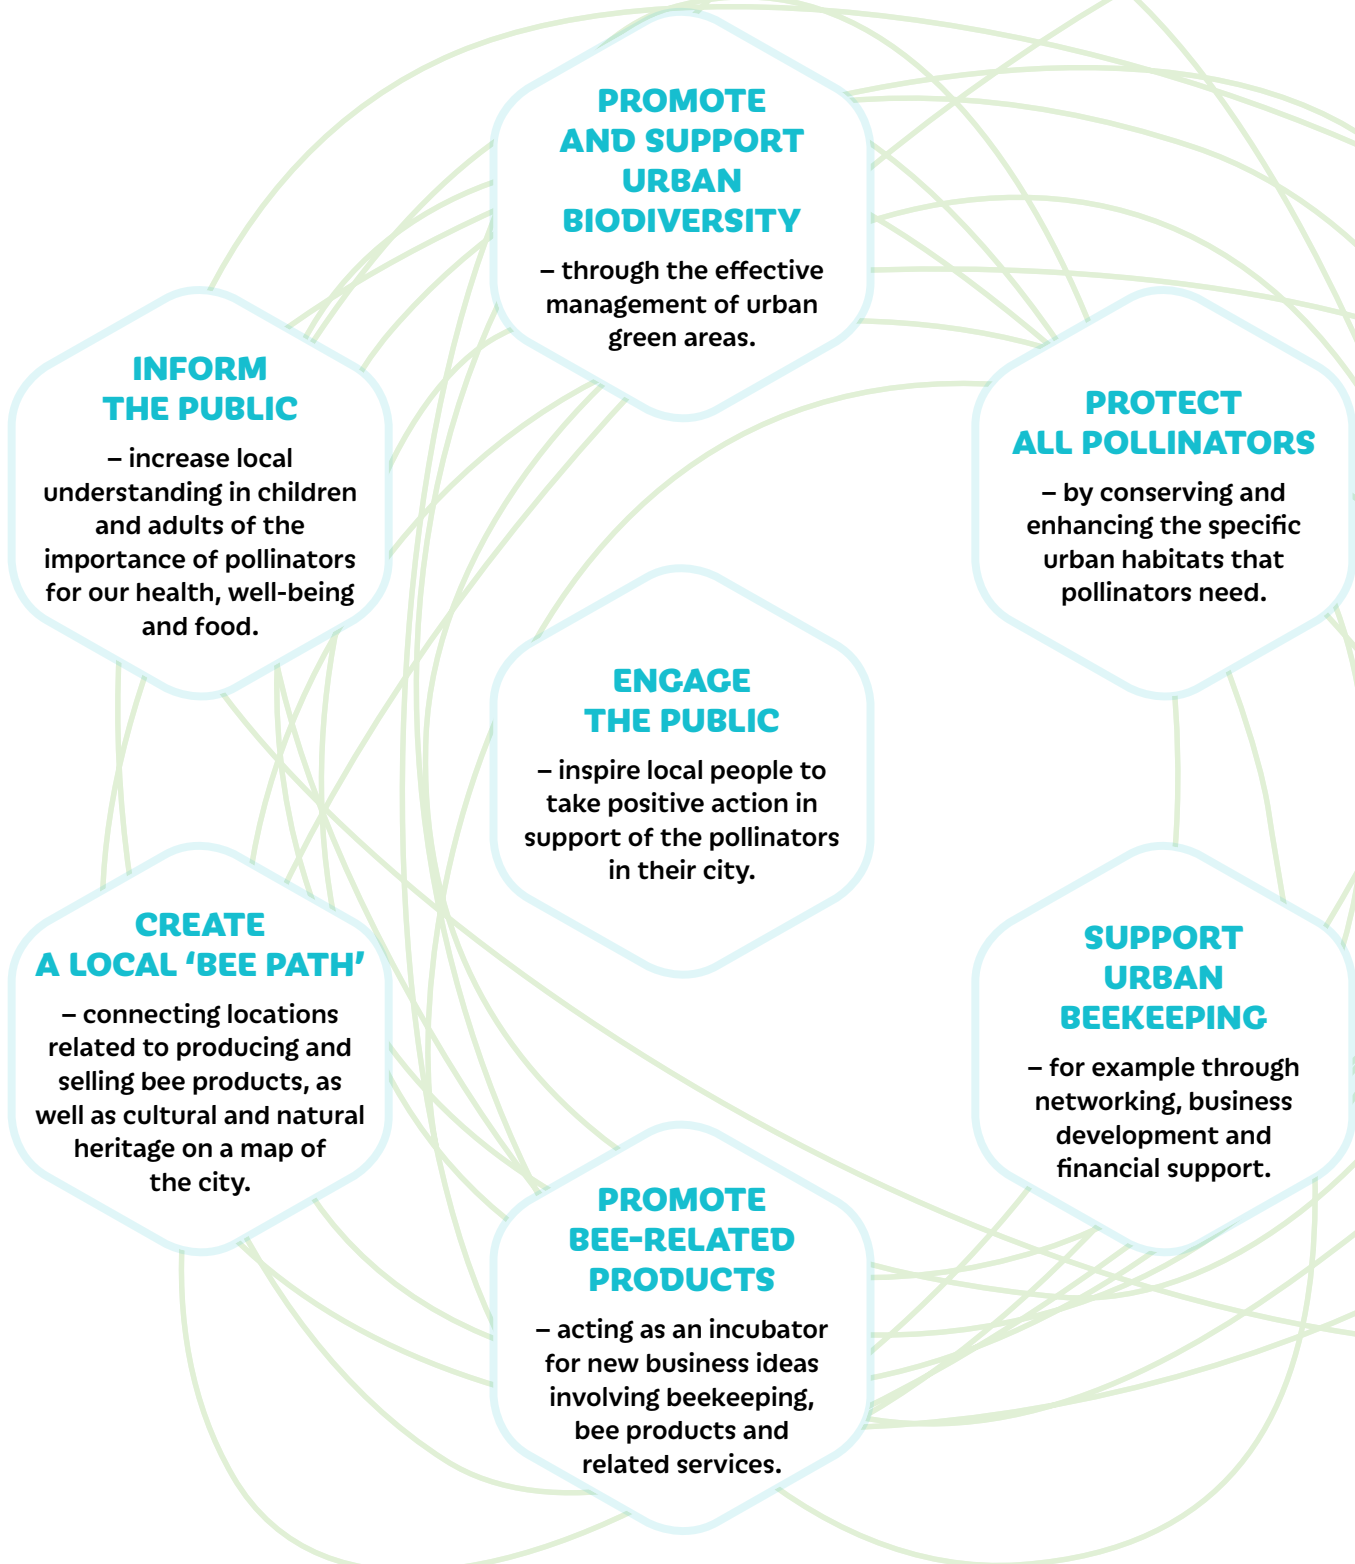 PROMOTE
AND SUPPORT
URBAN
BIODIVERSITY
– through the effective
management of urban
green areas.
INFORM
THE PUBLIC
– increase local
understanding in children
and adults of the
importance of pollinators
for our health, well-being
and food.
PROTECT
ALL POLLINATORS
– by conserving and
enhancing the specific
urban habitats that
pollinators need.
ENGAGE
THE PUBLIC
– inspire local people to
take positive action in
support of the pollinators
in their city.
CREATE
A LOCAL ‘BEE PATH’
– connecting locations
related to producing and
selling bee products, as
well as cultural and natural
heritage on a map of
the city.
SUPPORT
URBAN
BEEKEEPING
– for example through
networking, business
development and
financial support.
PROMOTE
BEE-RELATED
PRODUCTS
– acting as an incubator
for new business ideas
involving beekeeping,
bee products and
related services.